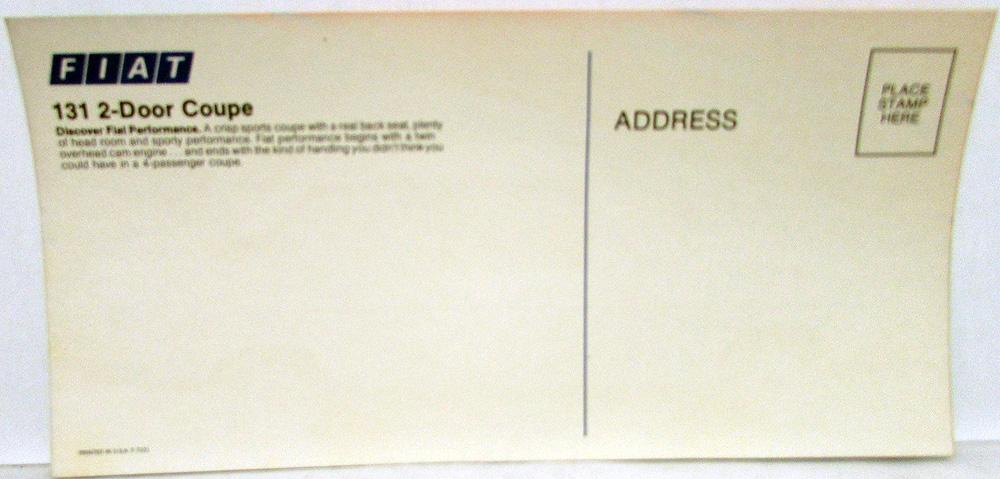 FIAT
131 2-Door Coupe
Discover Fiat Performance. A crisp sports coupe with a real back seat, plenty
of head room and sporty performance. Fiat performance begins with a twin
overhead cam engine . . . and ends with the kind of handling you didn't think you
could have in a 4-passenger coupe.
ADDRESS
PLACE
STAMP
HERE
PRINTED IN U.S.A.